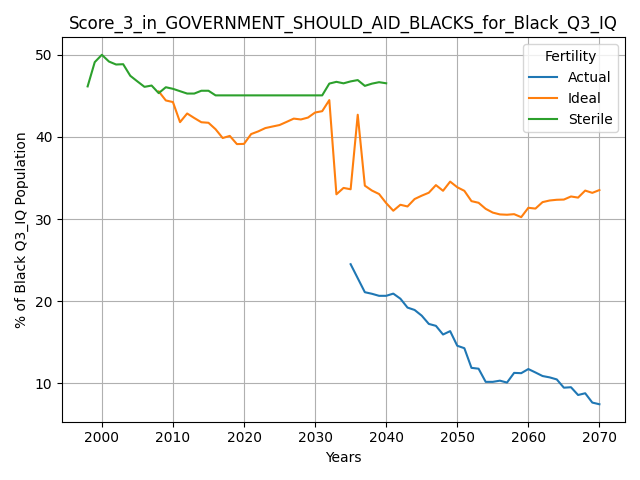 Score_3_in_GOVERNMENT_SHOULD_AID_BLACKS_for_Black_Q3_IQ
% of Black Q3_IQ Population
50
40
30
20
10
Fertility
Actual
Ideal
Sterile
2000 2010 2020 2030 2040 2050 2060 2070
Years